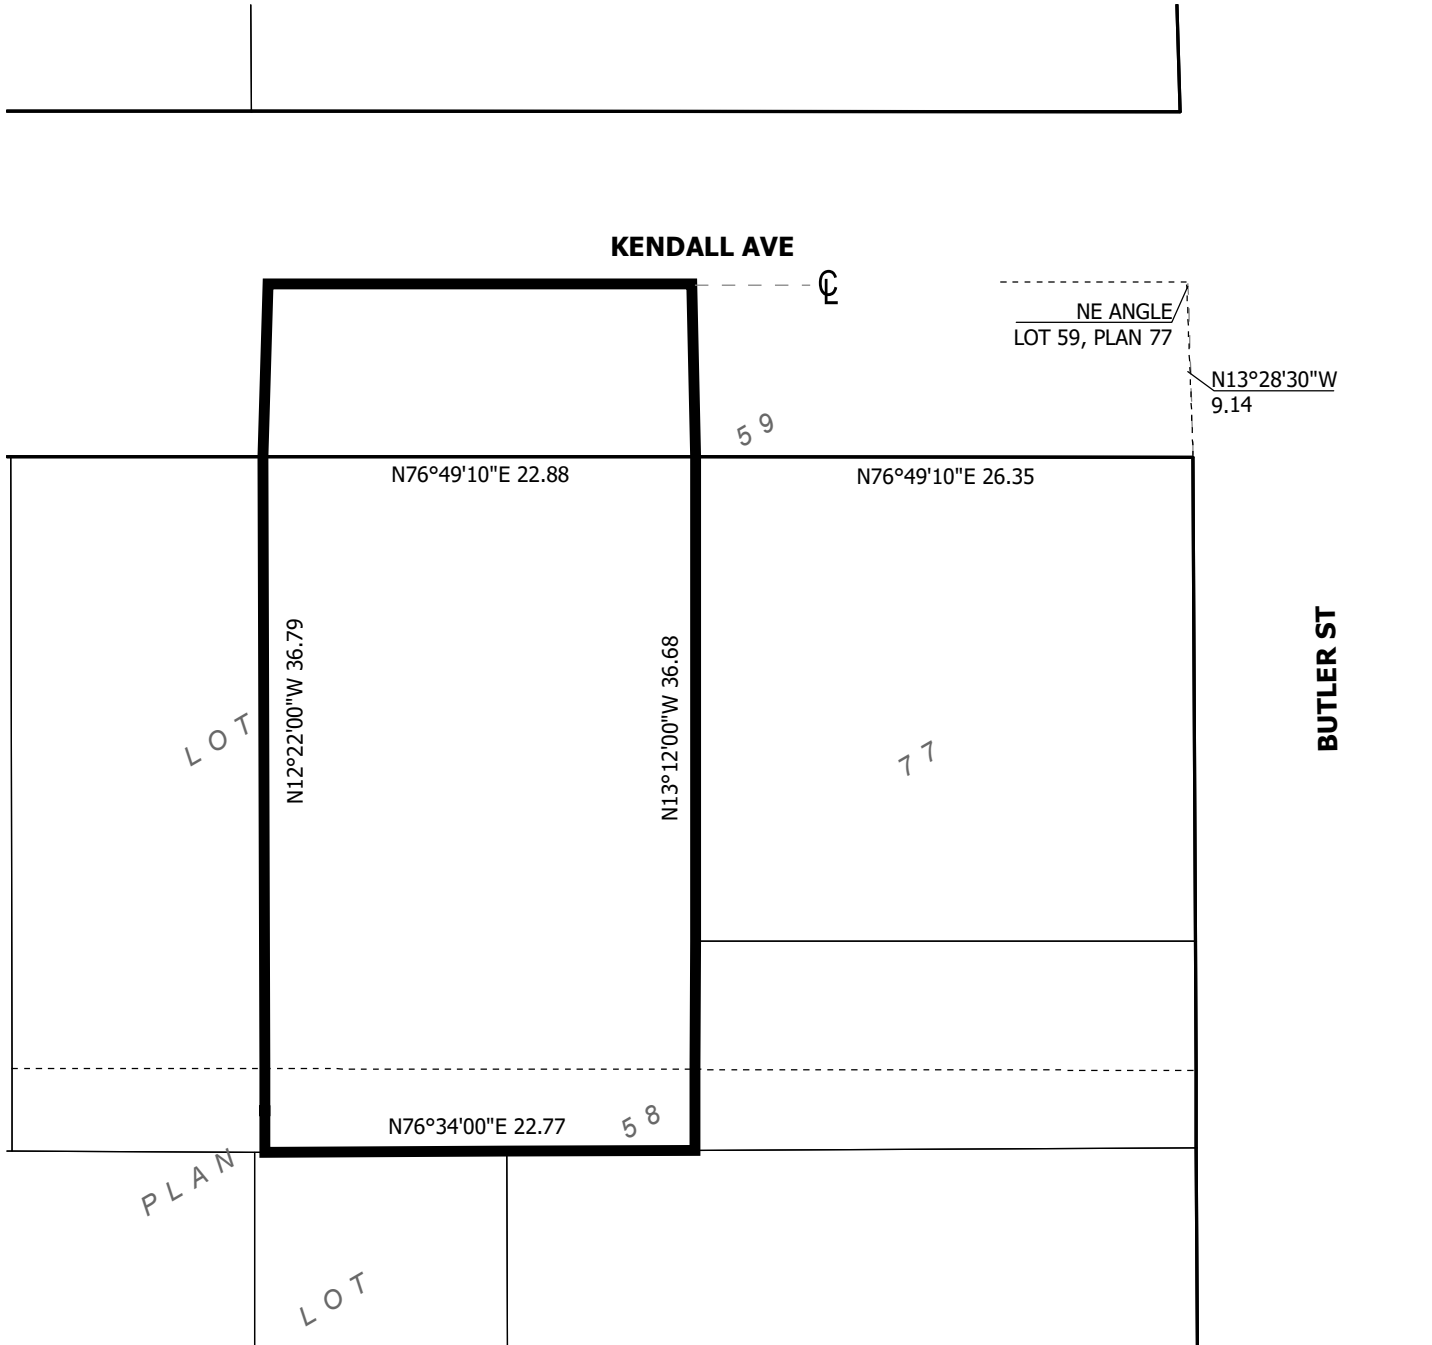 KENDALL AVE
℄
NE ANGLE
LOT 59, PLAN 77
N13°28'30"W
9.14
59
N76°49'10"E 22.88
N76°49'10"E 26.35
N12°22'00"W 36.79
N13°12'00"W 36.68
BUTLER ST
LOT
77
N76°34'00"E 22.77
58
PLAN
LOT